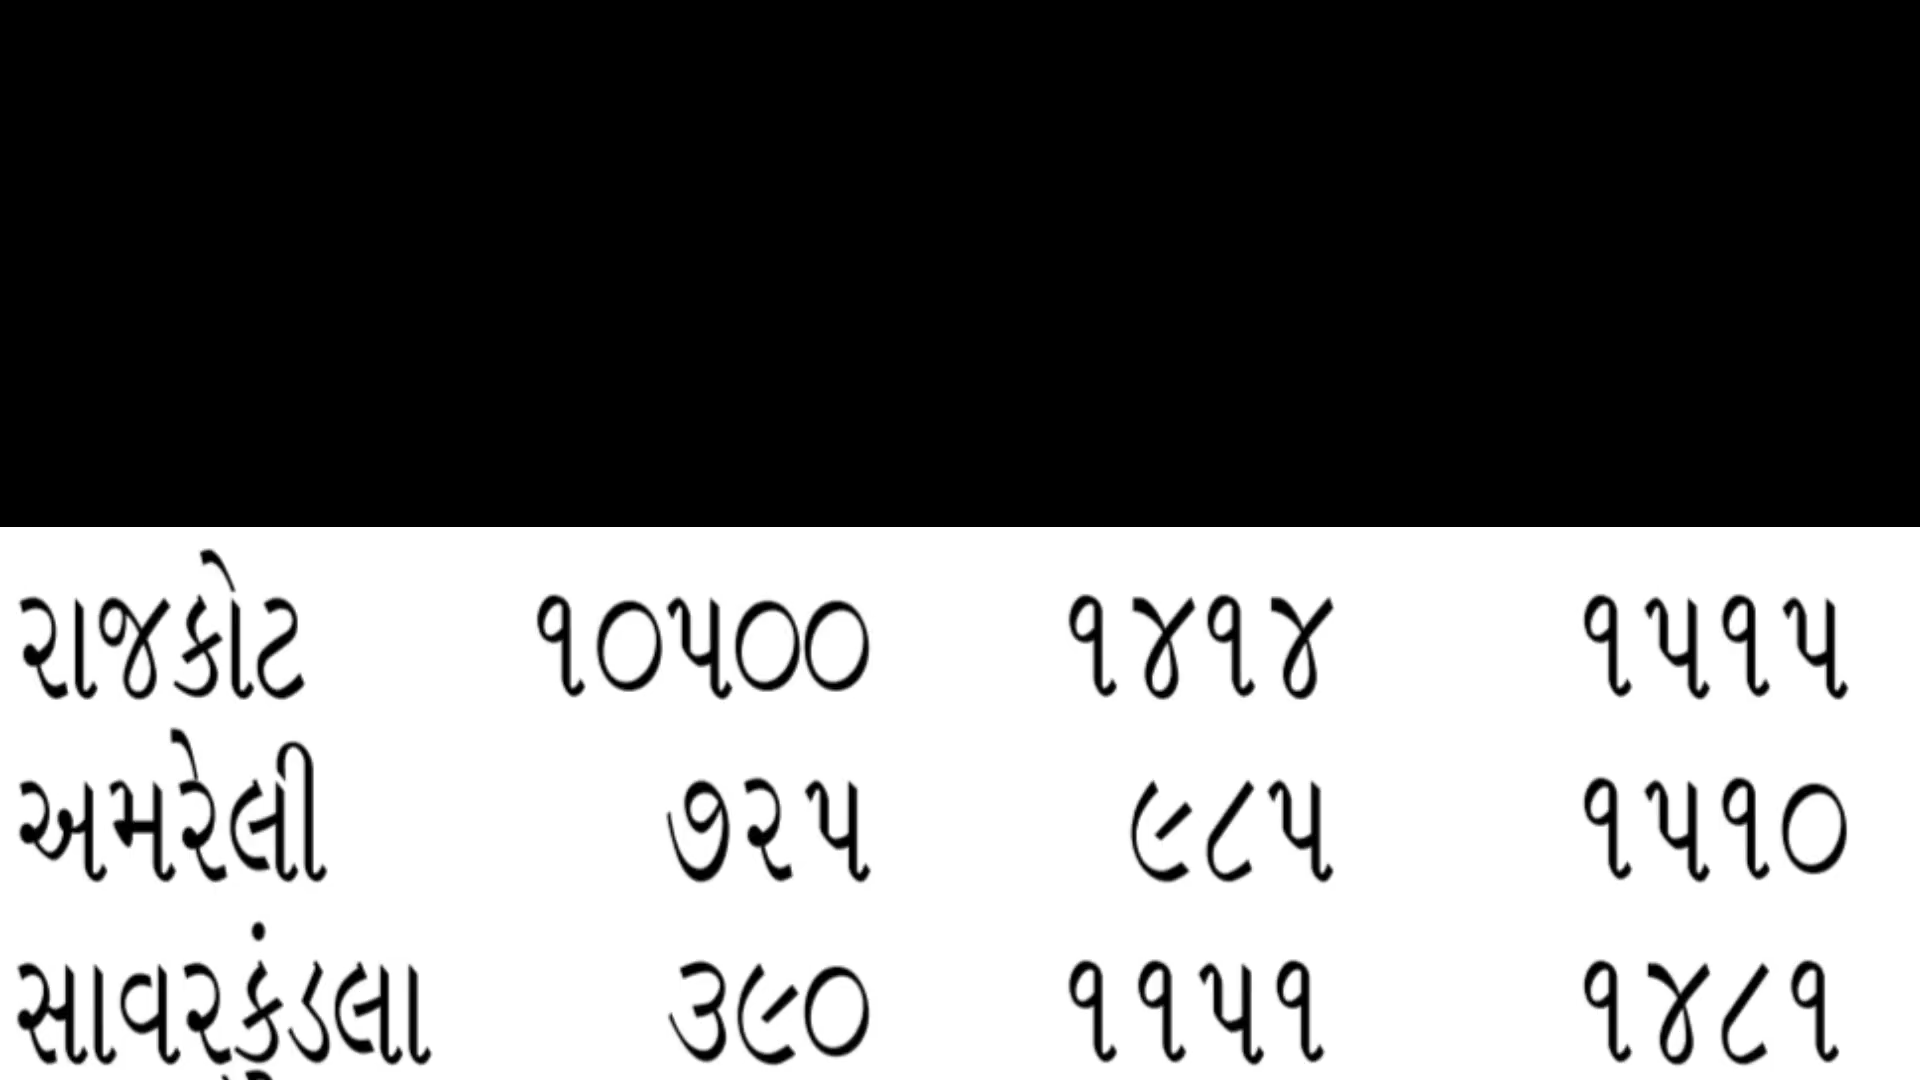 રાજકોટ ૧૦૫૦૦ ૧૪૧૪ ૧૫૧૫
અમરેલી ૭૨૫ ૯૮૫ ૧૫૧૦
સાવરકુંડલા ૩૯૦ ૧૧૫૧ ૧૪૮૧